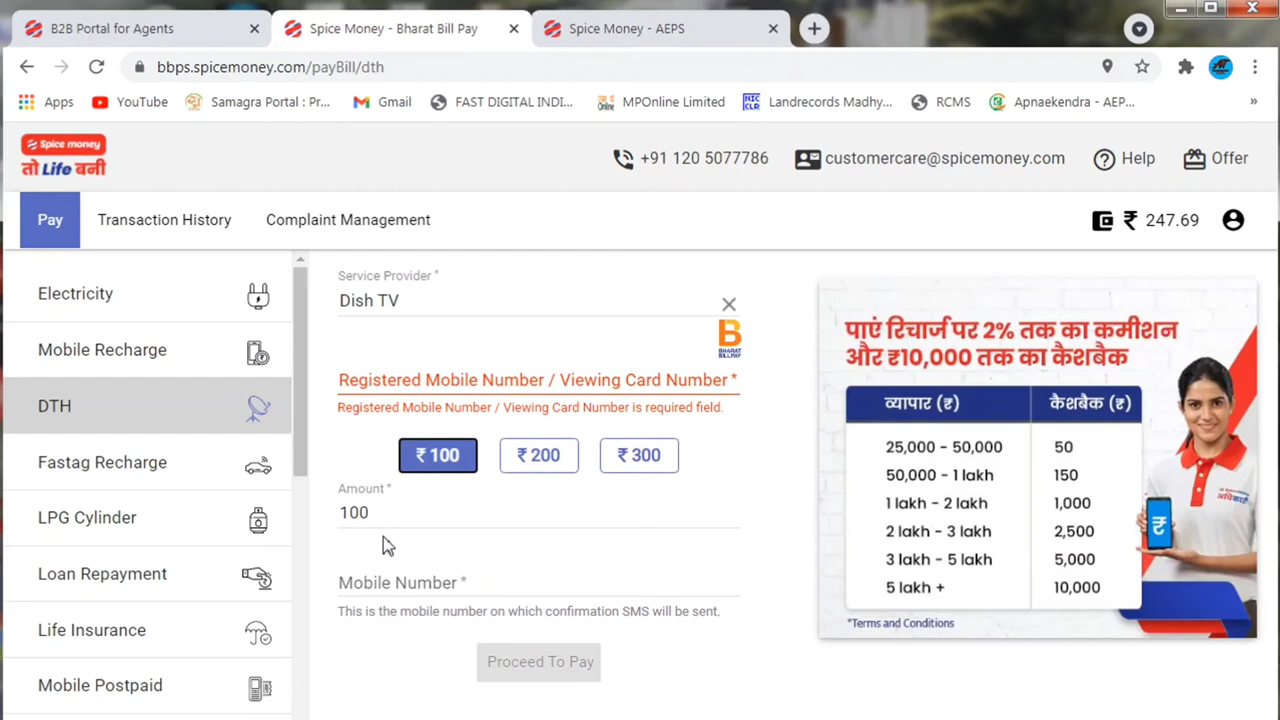 B2B Portal for Agents
Spice Money - Bharat Bill Pay
Spice Money - AEPS
bbps.spicemoney.com/payBill/dth
Apps
YouTube
Samagra Portal : Pr...
Gmail
FAST DIGITAL INDI...
MPOnline Limited
Landrecords Madhy...
RCMS
Apnaekendra - AEP...
Spice money
तो Life बनी
+91 120 5077786
customercare@spicemoney.com
Help
Offer
Pay
Transaction History
Complaint Management
₹ 247.69
Electricity
Mobile Recharge
DTH
Fastag Recharge
LPG Cylinder
Loan Repayment
Life Insurance
Mobile Postpaid
Service Provider *
Dish TV
B
BHARAT
BILLPAY
Registered Mobile Number / Viewing Card Number *
Registered Mobile Number / Viewing Card Number is required field.
₹ 100
₹ 200
₹ 300
Amount *
100
Mobile Number *
This is the mobile number on which confirmation SMS will be sent.
Proceed To Pay
पाएं रिचार्ज पर 2% तक का कमीशन
और ₹10,000 तक का कैशबैक
व्यापार (₹) कैशबैक (₹)
25,000 - 50,000 50
50,000 - 1 lakh 150
1 lakh - 2 lakh 1,000
2 lakh - 3 lakh 2,500
3 lakh - 5 lakh 5,000
5 lakh + 10,000
*Terms and Conditions
₹